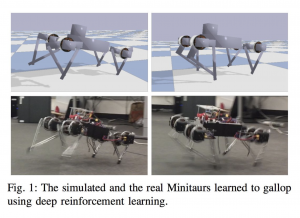 Fig. 1: The simulated and the real Minitaurs learned to gallop
using deep reinforcement learning.